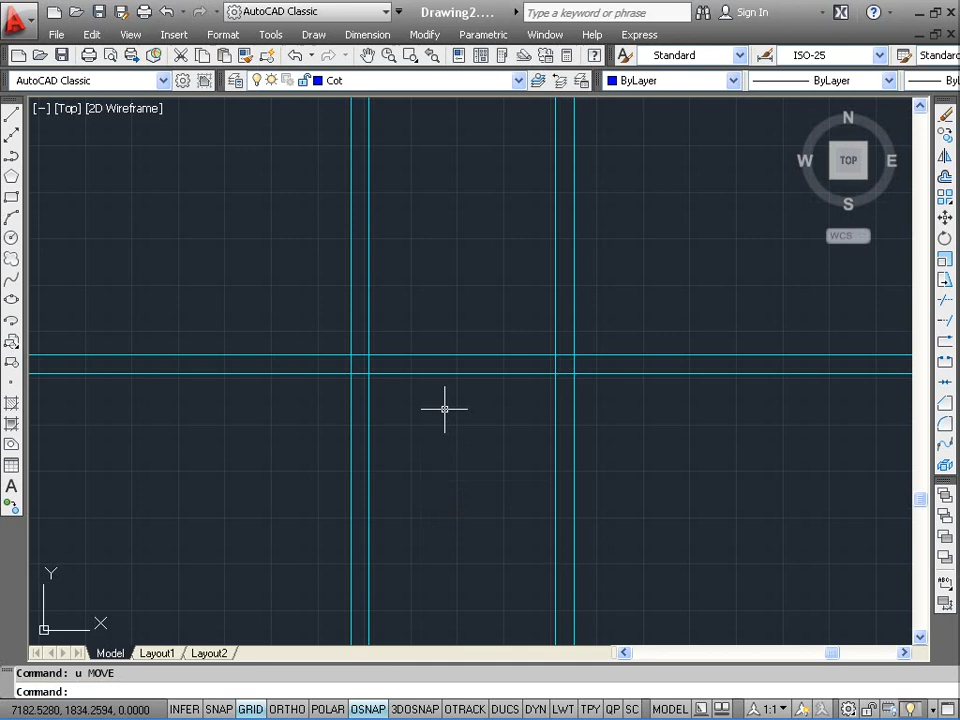 AutoCAD Classic Drawing2.... Type a keyword or phrase Sign In
File Edit View Insert Format Tools Draw Dimension Modify Parametric Window Help Express
Standard ISO-25 Standard
AutoCAD Classic Cot ByLayer ByLayer
[−] [Top] [2D Wireframe]
N
W TOP E
S
WCS
Y
X
Model Layout1 Layout2
Command: u MOVE
Command:
7182.5280, 1834.2594, 0.0000 INFER SNAP GRID ORTHO POLAR OSNAP 3DOSNAP OTRACK DUCS DYN LWT TPY QP SC MODEL 1:1